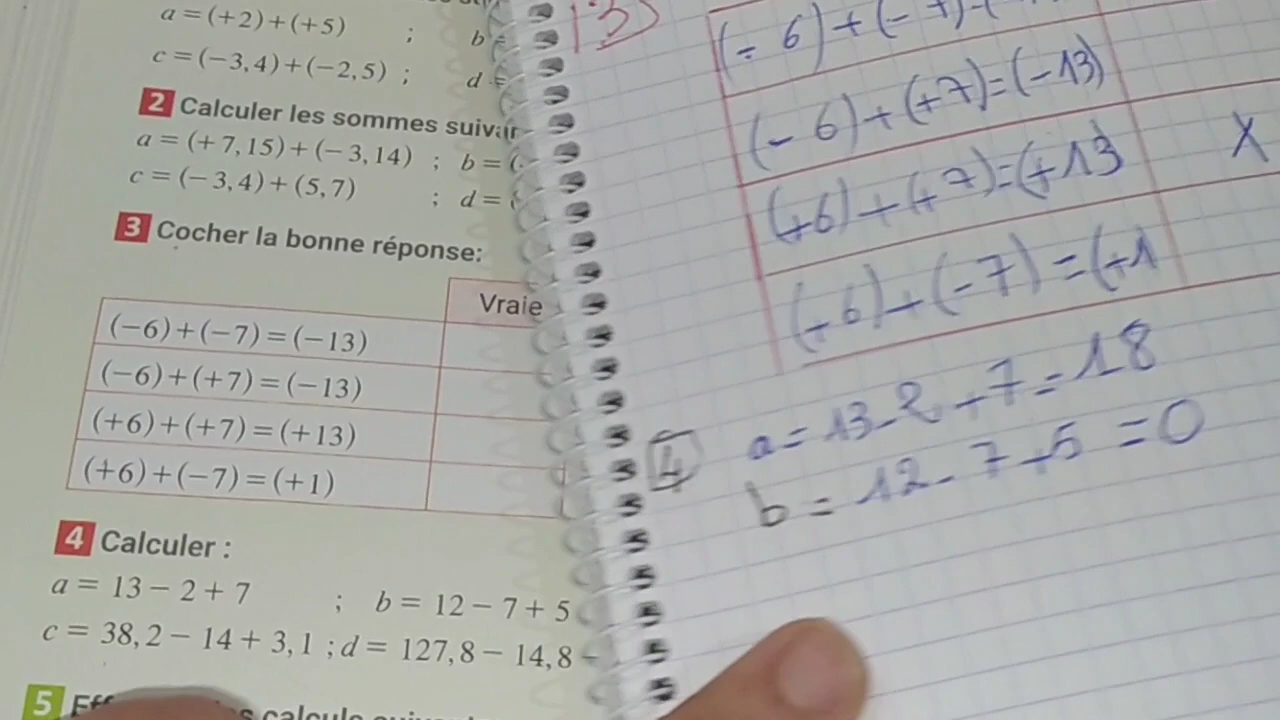 a = (+2) + (+5) ; b =
c = (−3,4) + (−2,5) ; d =
2 Calculer les sommes
a = (+7,15) + (−3,14) ; b = (
c = (−3,4) + (5,7) ; d =
3 Cocher la bonne réponse:
Vraie
(−6) + (−7) = (−13)
(−6) + (+7) = (−13)
(+6) + (+7) = (+13)
(+6) + (−7) = (+1)
4 Calculer :
a = 13 − 2 + 7 ; b = 12 − 7 + 5
c = 38,2 − 14 + 3,1 ; d = 127,8 − 14,8
5
(- 6) + (- 7)
(- 6) + (+7) = (-13)
(+6) + (+7) = (+13 X
(+6) + (-7) = (+1
4 a = 13 - 2 + 7 = 18
b = 12 - 7 + 5 = 0